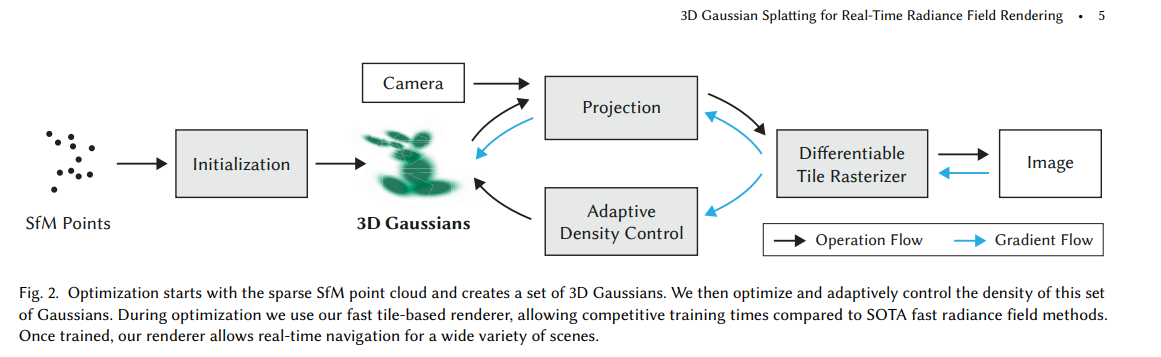 3D Gaussian Splatting for Real-Time Radiance Field Rendering • 5
Camera
Projection
Initialization
Differentiable
Tile Rasterizer
Image
SfM Points
3D Gaussians
Adaptive
Density Control
Operation Flow
Gradient Flow
Fig. 2. Optimization starts with the sparse SfM point cloud and creates a set of 3D Gaussians. We then optimize and adaptively control the density of this set
of Gaussians. During optimization we use our fast tile-based renderer, allowing competitive training times compared to SOTA fast radiance field methods.
Once trained, our renderer allows real-time navigation for a wide variety of scenes.